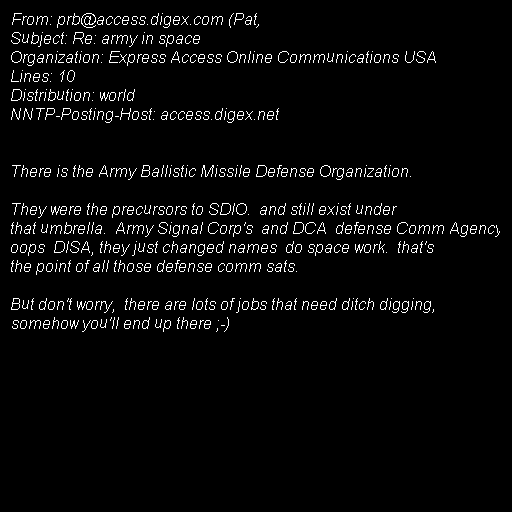 From: prb@access.digex.com (Pat,
Subject: Re: army in space
Organization: Express Access Online Communications USA
Lines: 10
Distribution: world
NNTP-Posting-Host: access.digex.net

There is the Army Ballistic Missile Defense Organization.

They were the precursors to SDIO.  and still exist under
that umbrella.  Army Signal Corp's  and DCA  defense Comm Agency
oops  DISA, they just changed names  do space work.  that's
the point of all those defense comm sats.

But don't worry,  there are lots of jobs that need ditch digging,
somehow you'll end up there ;-)